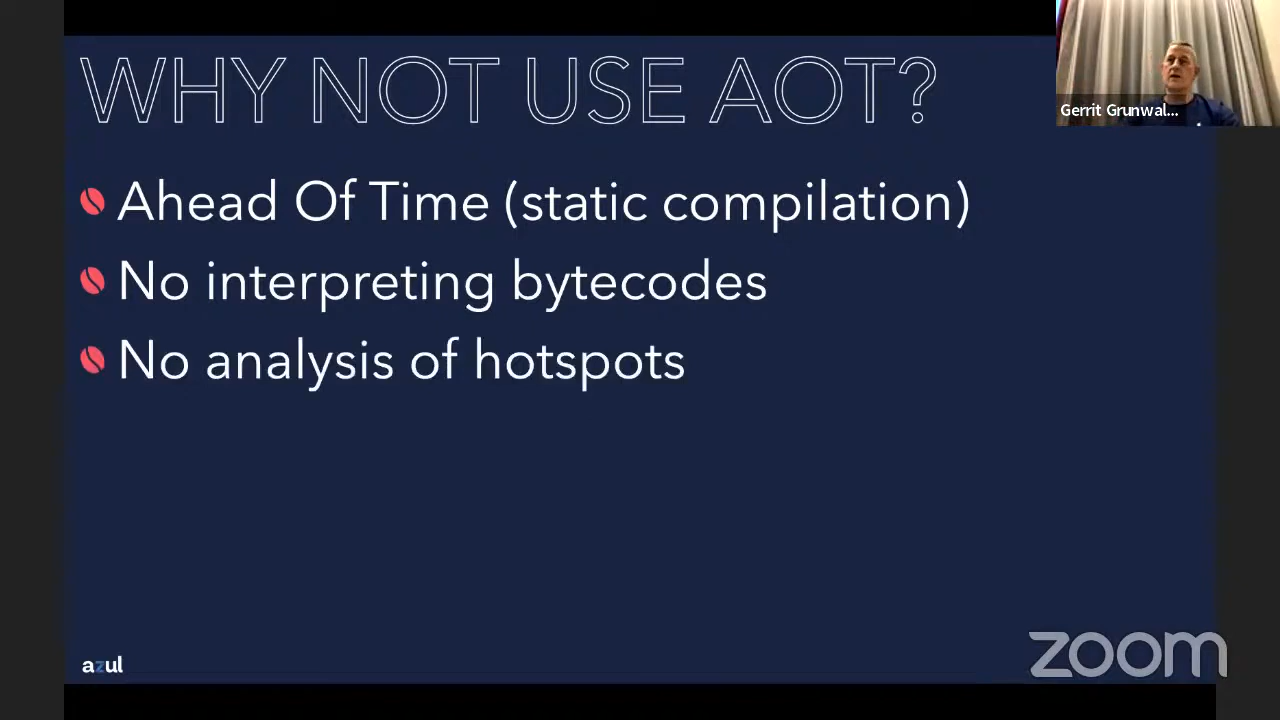 WHY NOT USE AOT?
Gerrit Grunwal...
Ahead Of Time (static compilation)
No interpreting bytecodes
No analysis of hotspots
azul
zoom